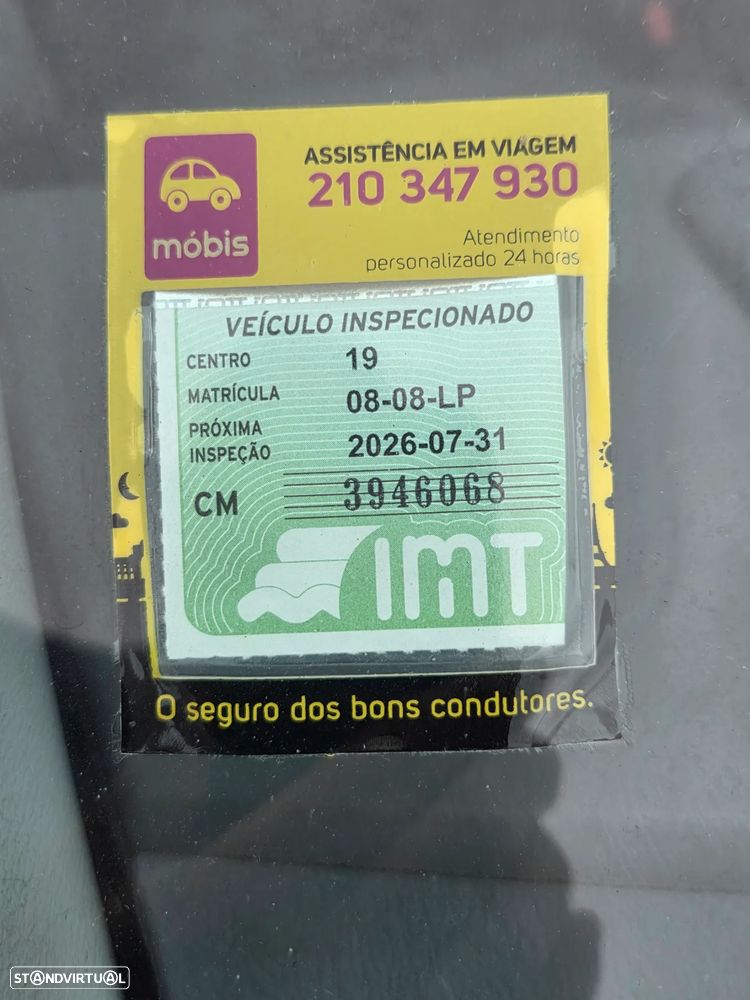 móbis
ASSISTÊNCIA EM VIAGEM
210 347 930
Atendimento
personalizado 24 horas
VEÍCULO INSPECIONADO
CENTRO 19
MATRÍCULA 08-08-LP
PRÓXIMA
INSPEÇÃO 2026-07-31
CM 3946068
IMT
O seguro dos bons condutores.
STANDVIRTUAL